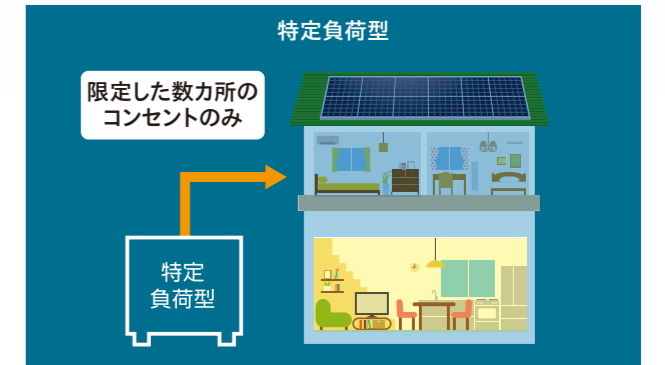 特定負荷型
限定した数カ所の
コンセントのみ
特定
負荷型